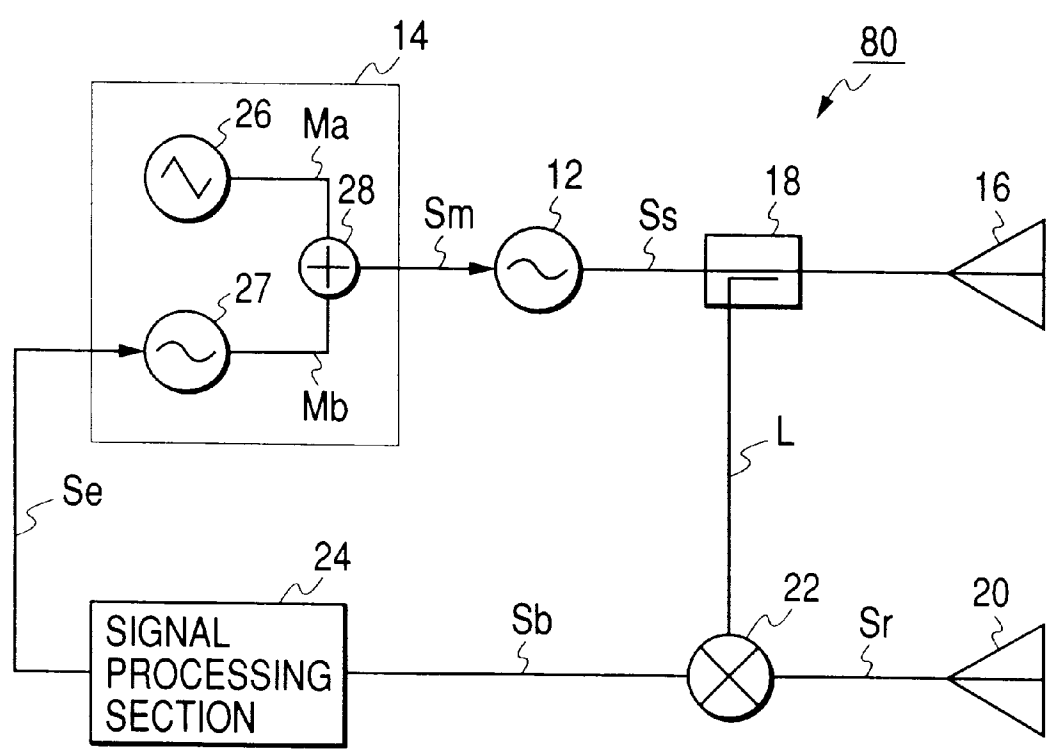 14
80
26
Ma
28
12
18
16
Sm
Ss
27
Mb
L
Se
24
22
20
Sb
Sr
SIGNAL
PROCESSING
SECTION